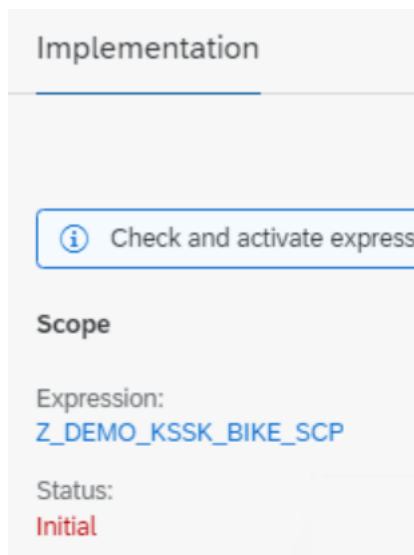 Implementation
Check and activate express
Scope
Expression:
Z_DEMO_KSSK_BIKE_SCP
Status:
Initial